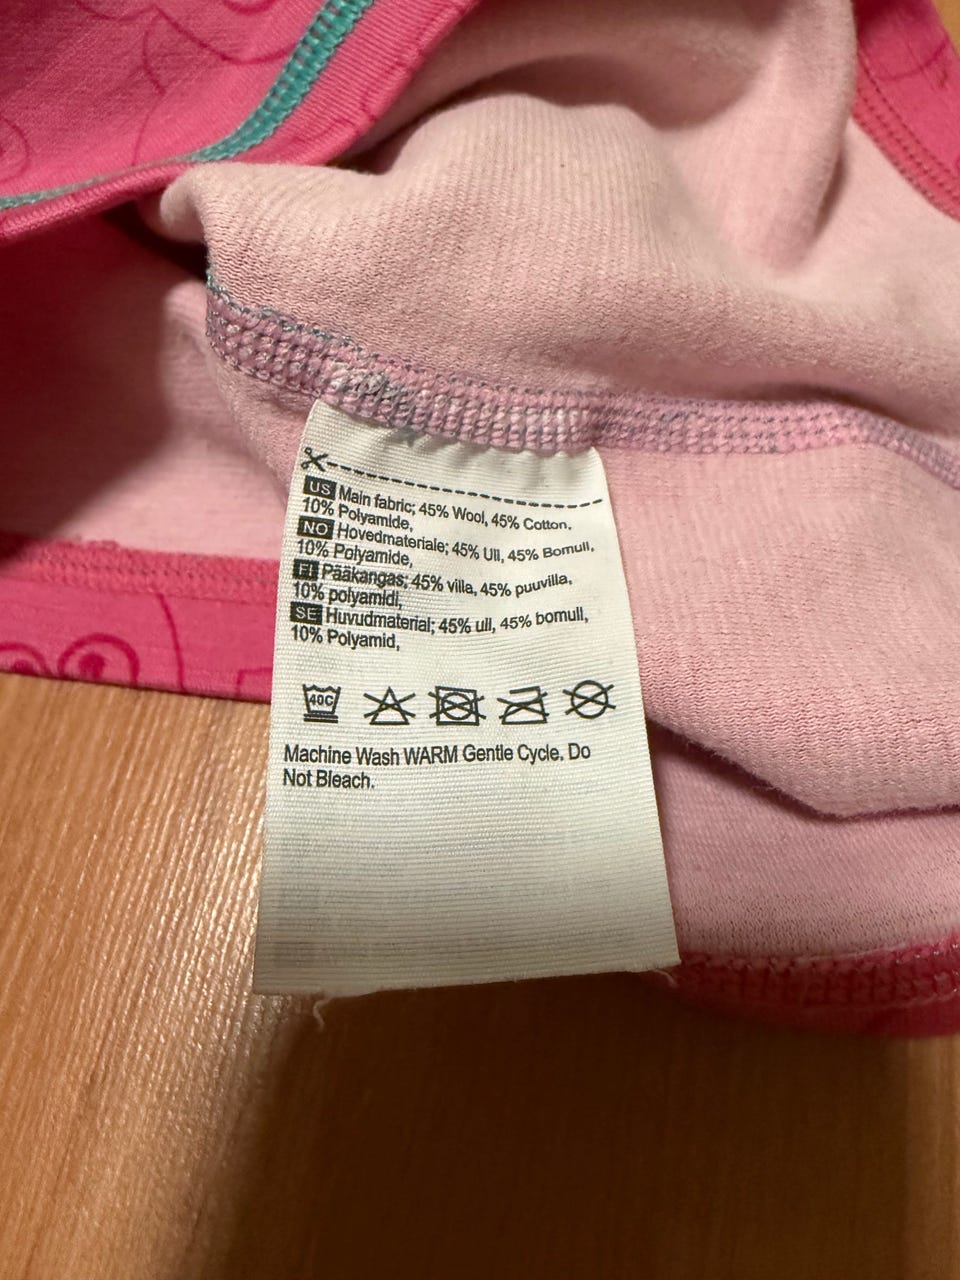 US Main fabric; 45% Wool, 45% Cotton,
10% Polyamide,
NO Hovedmateriale; 45% Ull, 45% Bomull,
10% Polyamide,
FI Pääkangas; 45% villa, 45% puuvilla,
10% polyamidi,
SE Huvudmaterial; 45% ull, 45% bomull,
10% Polyamid,
40C
Machine Wash WARM Gentle Cycle. Do
Not Bleach.